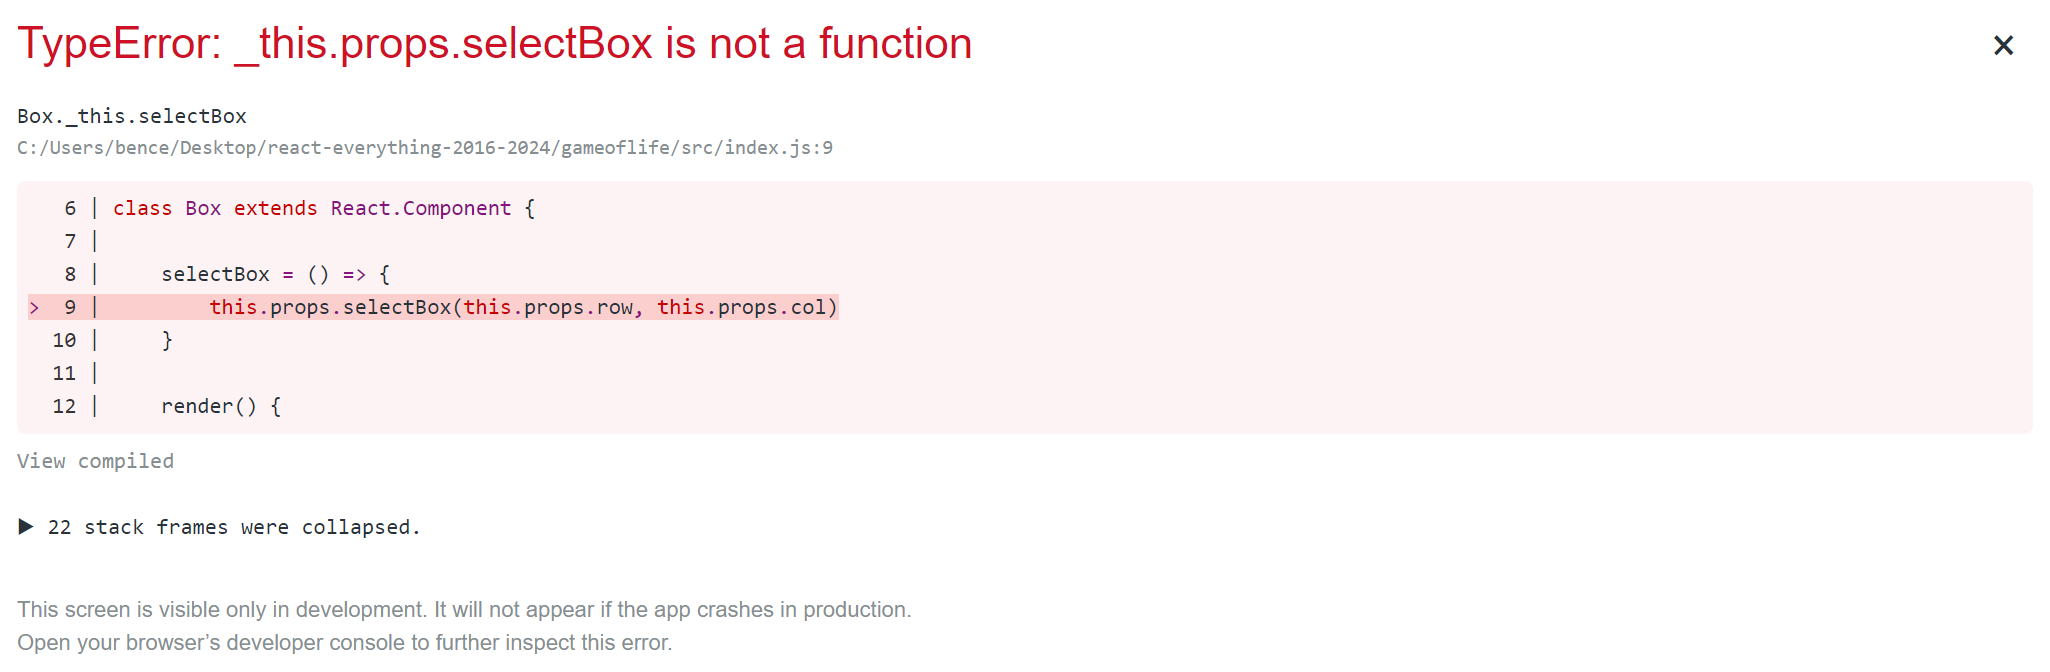 TypeError: _this.props.selectBox is not a function
×
Box._this.selectBox
C:/Users/bence/Desktop/react-everything-2016-2024/gameoflife/src/index.js:9
6 | class Box extends React.Component {
7 |
8 |     selectBox = () => {
> 9 |         this.props.selectBox(this.props.row, this.props.col)
10 |     }
11 |
12 |     render() {
View compiled
▶ 22 stack frames were collapsed.
This screen is visible only in development. It will not appear if the app crashes in production.
Open your browser’s developer console to further inspect this error.